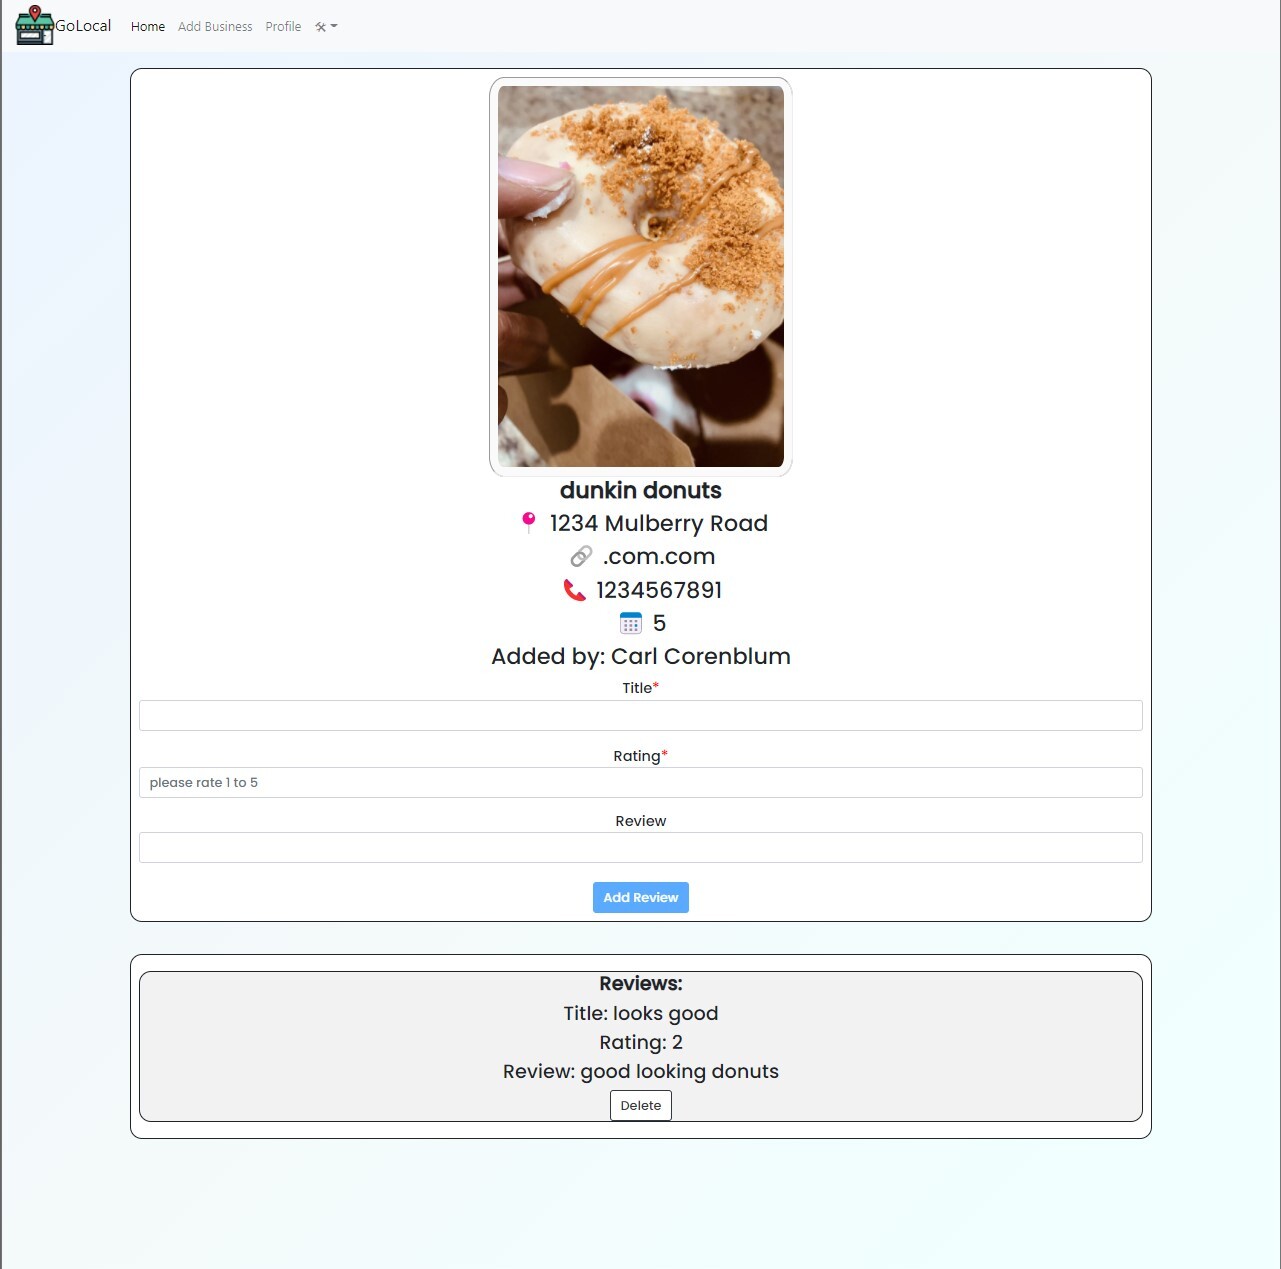 GoLocal Home Add Business Profile
dunkin donuts
1234 Mulberry Road
.com.com
1234567891
5
Added by: Carl Corenblum
Title*
Rating*
please rate 1 to 5
Review
Add Review
Reviews:
Title: looks good
Rating: 2
Review: good looking donuts
Delete